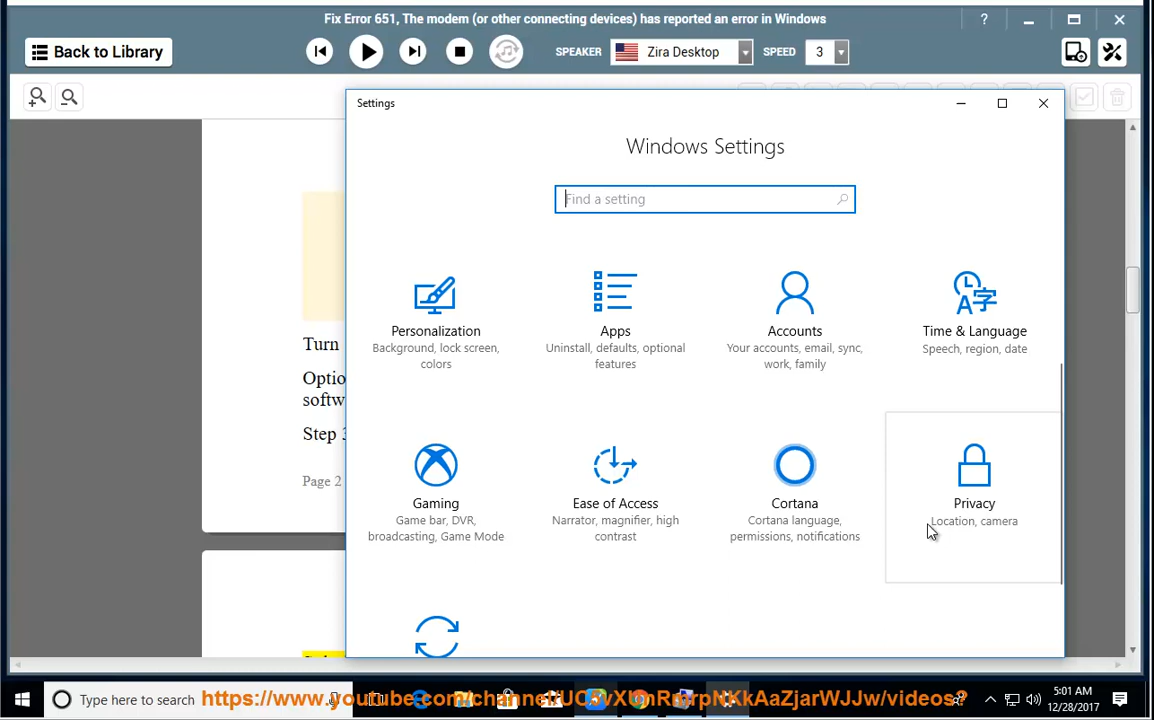 Fix Error 651, The modem (or other connecting devices) has reported an error in Windows
Back to Library
SPEAKER
Zira Desktop
SPEED
3
Settings
Windows Settings
Find a setting
Personalization
Background, lock screen,
colors
Apps
Uninstall, defaults, optional
features
Accounts
Your accounts, email, sync,
work, family
Time & Language
Speech, region, date
Gaming
Game bar, DVR,
broadcasting, Game Mode
Ease of Access
Narrator, magnifier, high
contrast
Cortana
Cortana language,
permissions, notifications
Privacy
Location, camera
Turn
Optio
softw
Step 3
Page 2
Type here to search
5:01 AM
12/28/2017